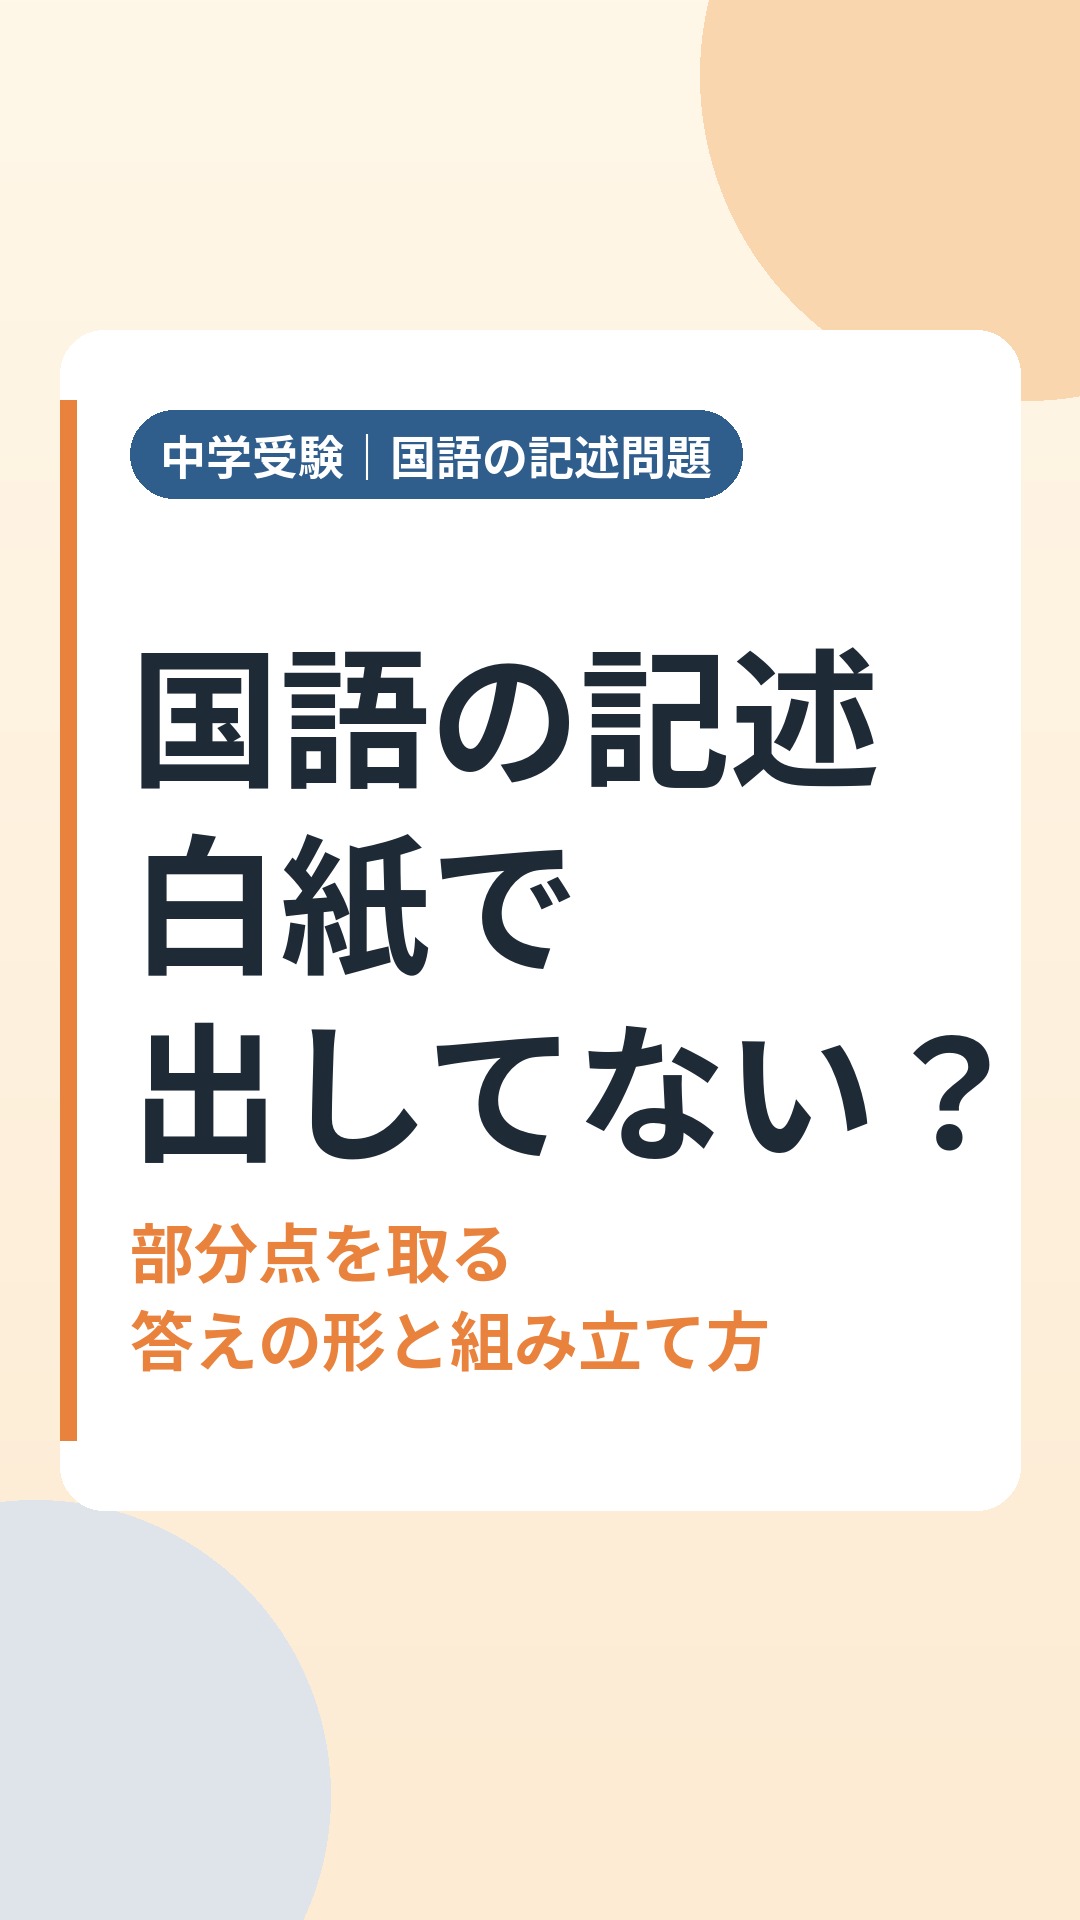 中学受験｜国語の記述問題
国語の記述
白紙で
出してない？
部分点を取る
答えの形と組み立て方